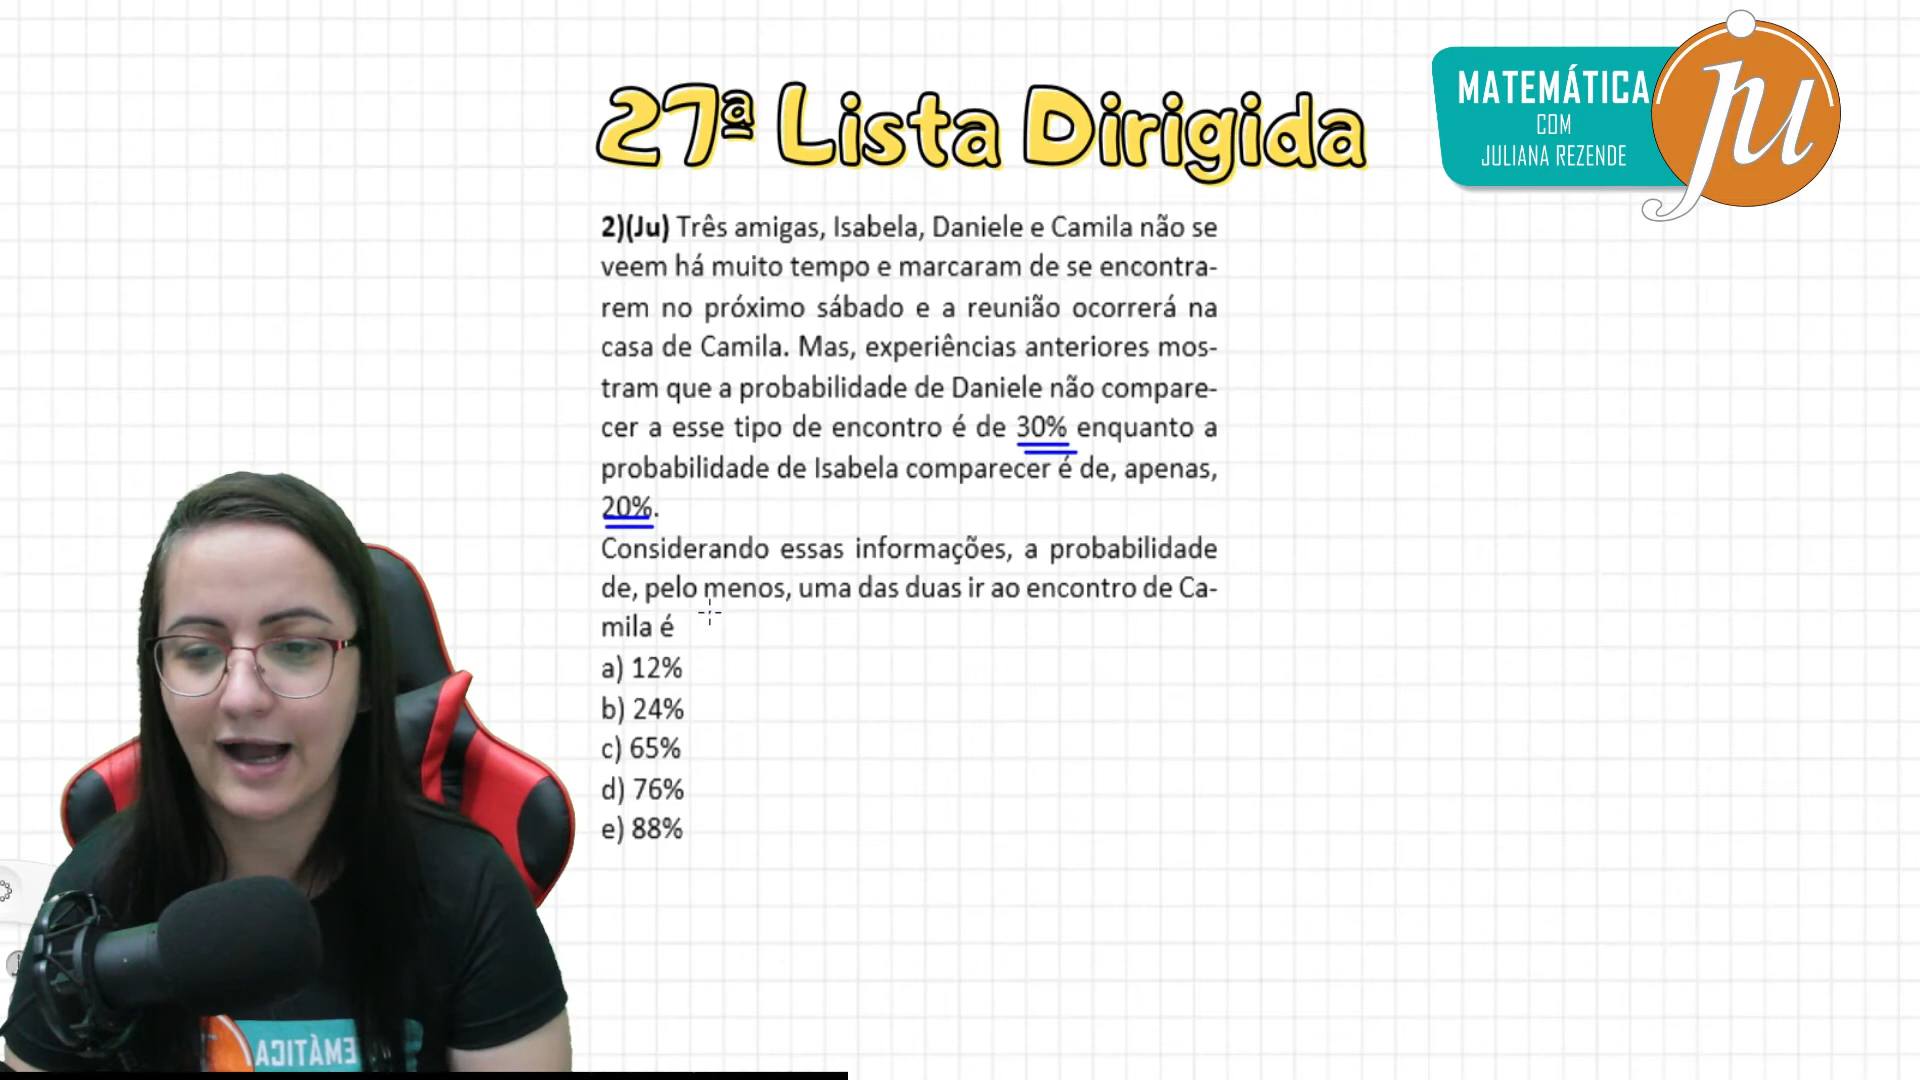 27ª Lista Dirigida
MATEMÁTICA
COM
JULIANA REZENDE
ju
2)(Ju) Três amigas, Isabela, Daniele e Camila não se
veem há muito tempo e marcaram de se encontra-
rem no próximo sábado e a reunião ocorrerá na
casa de Camila. Mas, experiências anteriores mos-
tram que a probabilidade de Daniele não compare-
cer a esse tipo de encontro é de 30% enquanto a
probabilidade de Isabela comparecer é de, apenas,
20%.
Considerando essas informações, a probabilidade
de, pelo menos, uma das duas ir ao encontro de Ca-
mila é
a) 12%
b) 24%
c) 65%
d) 76%
e) 88%